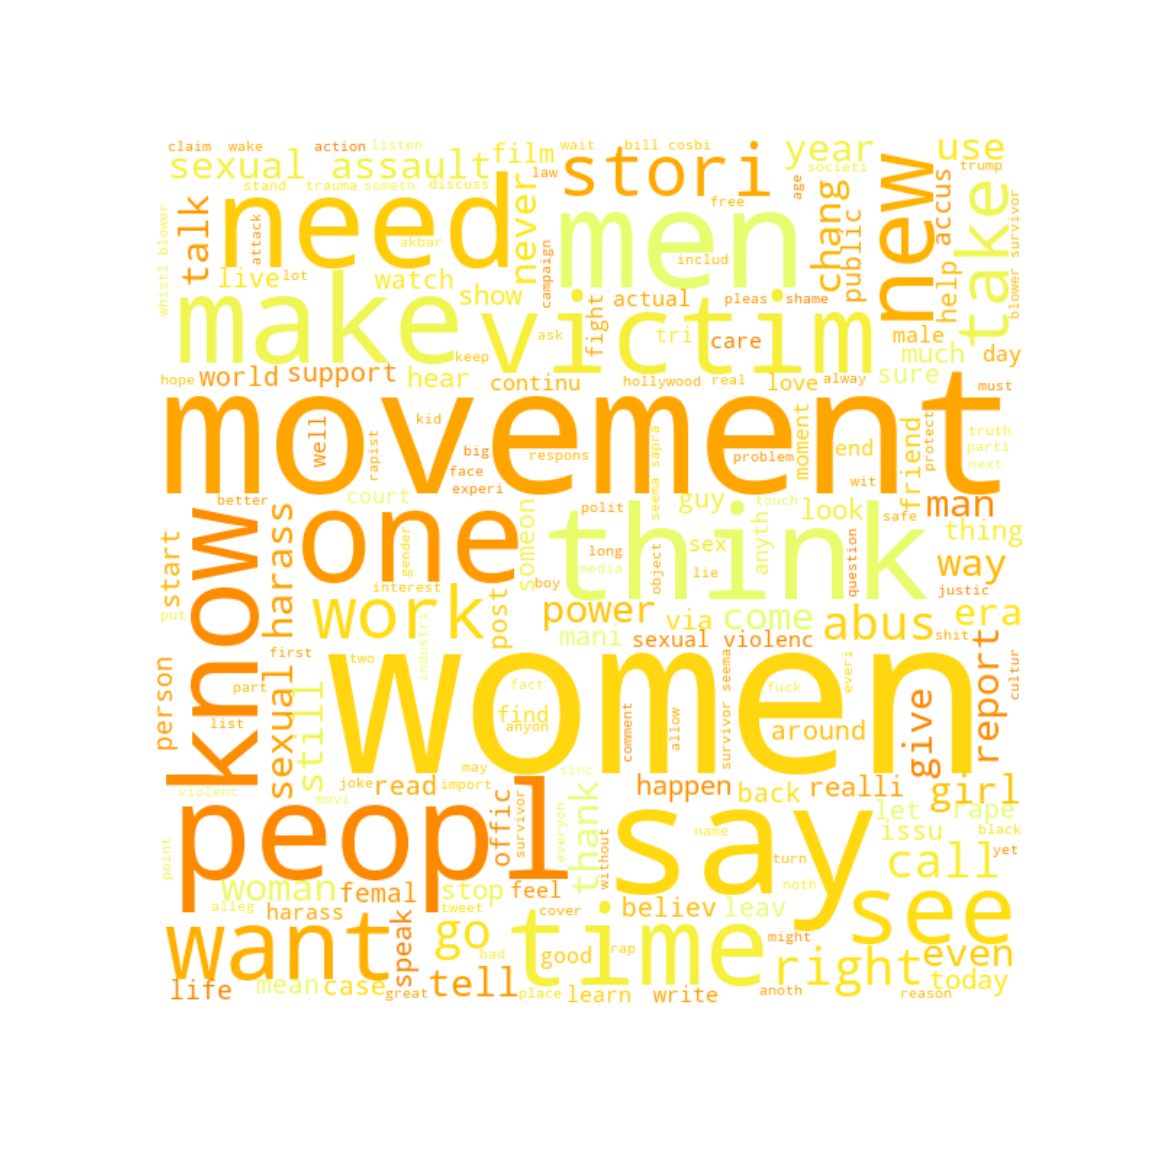 claim wake action listen wait bill cosbi
sexual assault film law stori year use
stand trauma someth discuss societi trump
whistl blower talk attack need akbar never campaign men free age chang public new accus take blower survivor
live lot watch show includ help
make victim fight actual pleas shame
keep ask tri care male much day
hope world support hear continu hollywood real love alway sure must
movement
well kid rapist big face experi respons seema sapra problem moment end wit friend protect truth parti next
better court polit guy touch look safe man
know one think
start sexual harass gender someon long object sex lie anyth question thing
put interest boy media way justic
work post power via come abus era
industri mani sexual violenc shit report
person first two women survivor seema everi cultur
part still fact fuck
list find anyon comment allow around give
may sinc
violenc joke read import happen back realli girl
movi let rape
point peopl offic survivor everyon thank without say name issu black
turn call yet
woman femal stop feel noth see
alleg harass tweet cover believ leav
want speak go time might right even
bad good rap
life mean case great tell place learn write anoth reason today